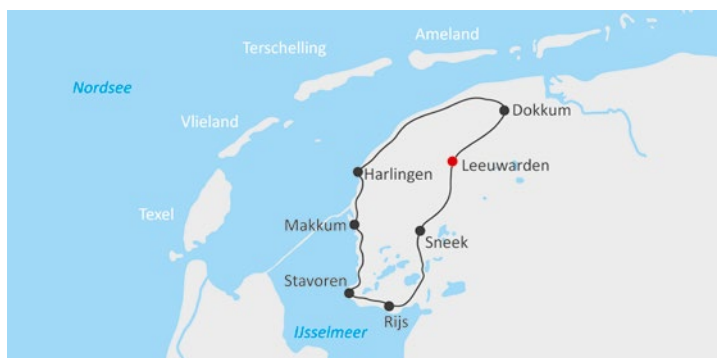 Ameland
Terschelling
Nordsee
Dokkum
Vlieland
Leeuwarden
Harlingen
Texel
Makkum
Sneek
Stavoren
Rijs
IJsselmeer